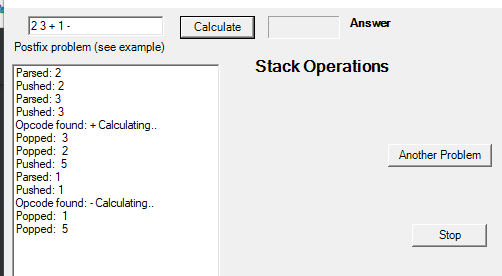 2 3 + 1 -
Calculate
Answer
Postfix problem (see example)
Stack Operations
Parsed: 2
Pushed: 2
Parsed: 3
Pushed: 3
Opcode found: + Calculating..
Popped: 3
Popped: 2
Pushed: 5
Parsed: 1
Pushed: 1
Opcode found: - Calculating..
Popped: 1
Popped: 5
Another Problem
Stop